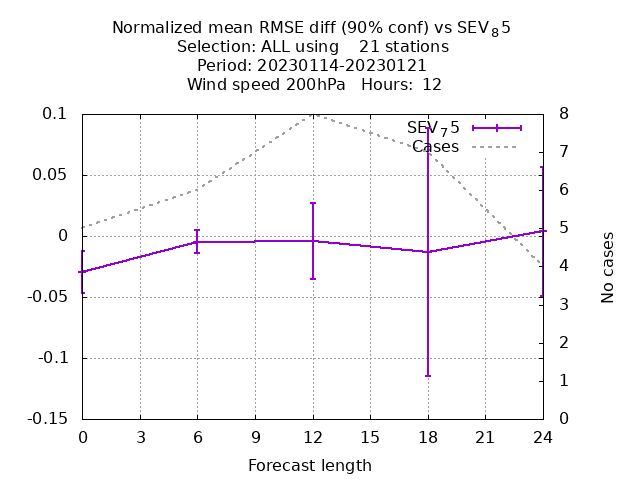 Normalized mean RMSE diff (90% conf) vs SEV₈5
Selection: ALL using    21 stations
Period: 20230114-20230121
Wind speed 200hPa   Hours:  12
SEV₇5
Cases
0.1
0.05
0
-0.05
-0.1
-0.15
8
7
6
5
4
3
2
1
0
No cases
0 3 6 9 12 15 18 21 24
Forecast length